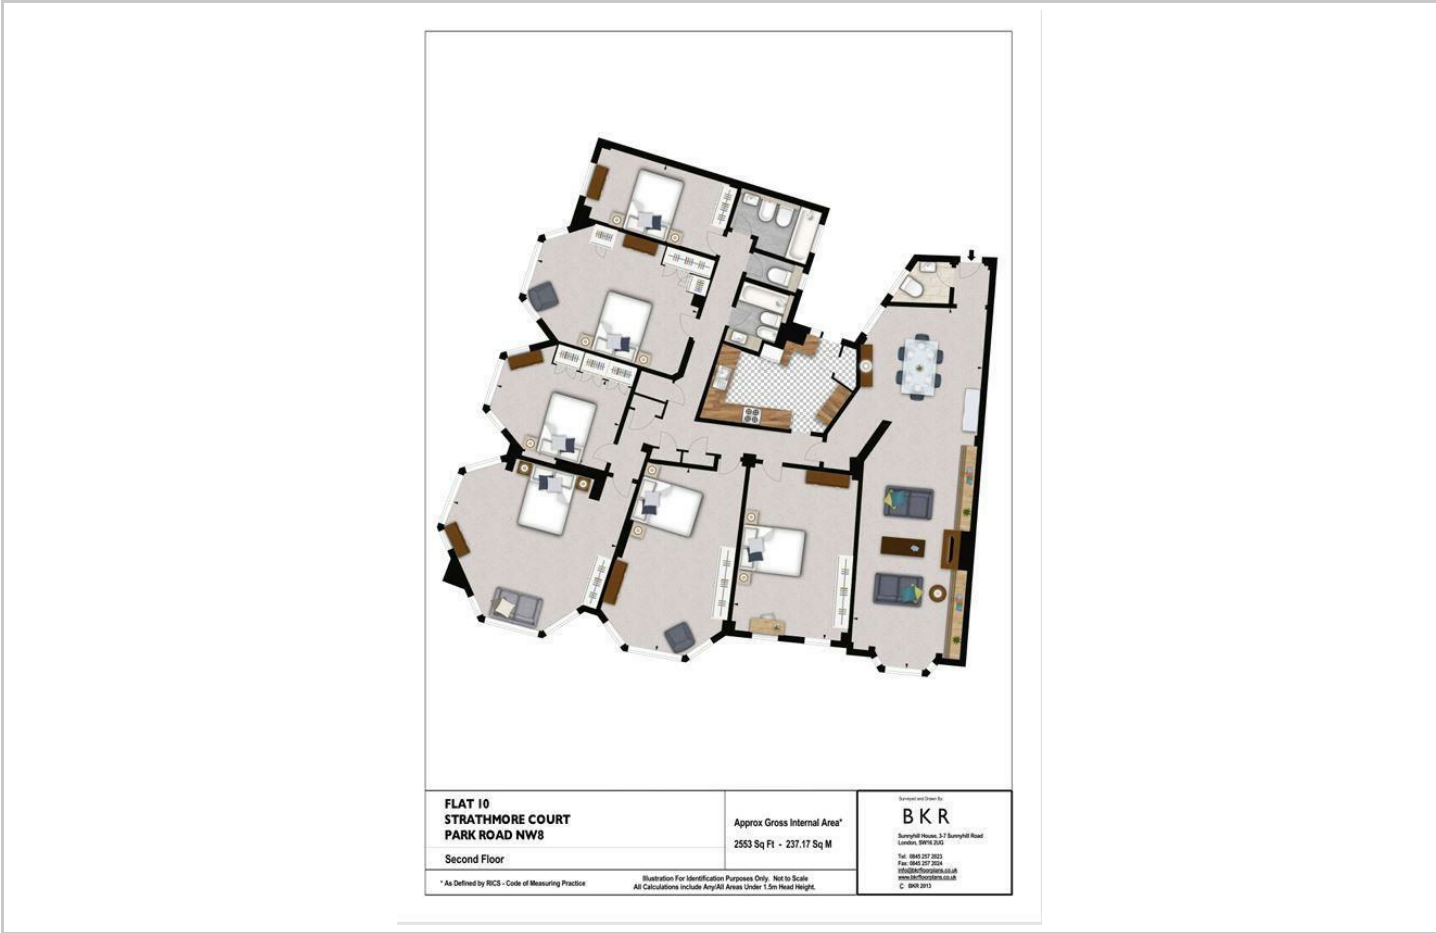 FLAT 10
STRATHMORE COURT
PARK ROAD NW8
Second Floor
* As Defined by RICS - Code of Measuring Practice
Approx Gross Internal Area*
2553 Sq Ft - 237.17 Sq M
Illustration For Identification Purposes Only. Not to Scale
All Calculations include Any/All Areas Under 1.5m Head Height.
Surveyed and Drawn By:
BKR
Sunnyhill House, 3-7 Sunnyhill Road
London, SW16 2UG
Tel: 0845 257 2023
Fax: 0845 257 2024
info@bkrfloorplans.co.uk
www.bkrfloorplans.co.uk
C BKR 2013